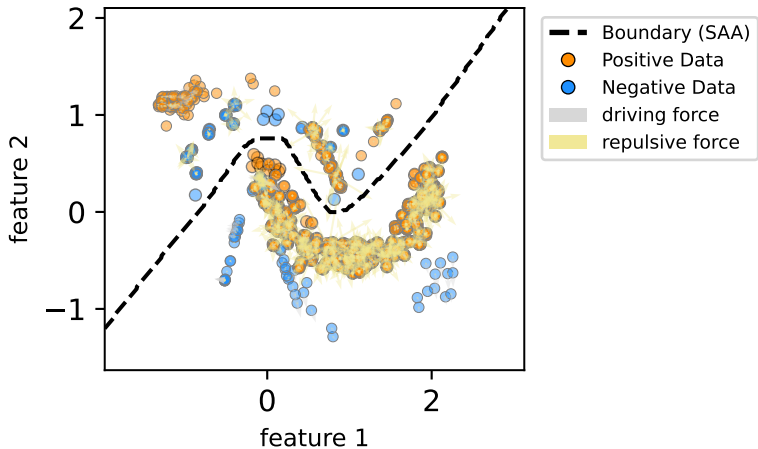 2
1
0
−1
feature 2
0
2
feature 1
Boundary (SAA)
Positive Data
Negative Data
driving force
repulsive force